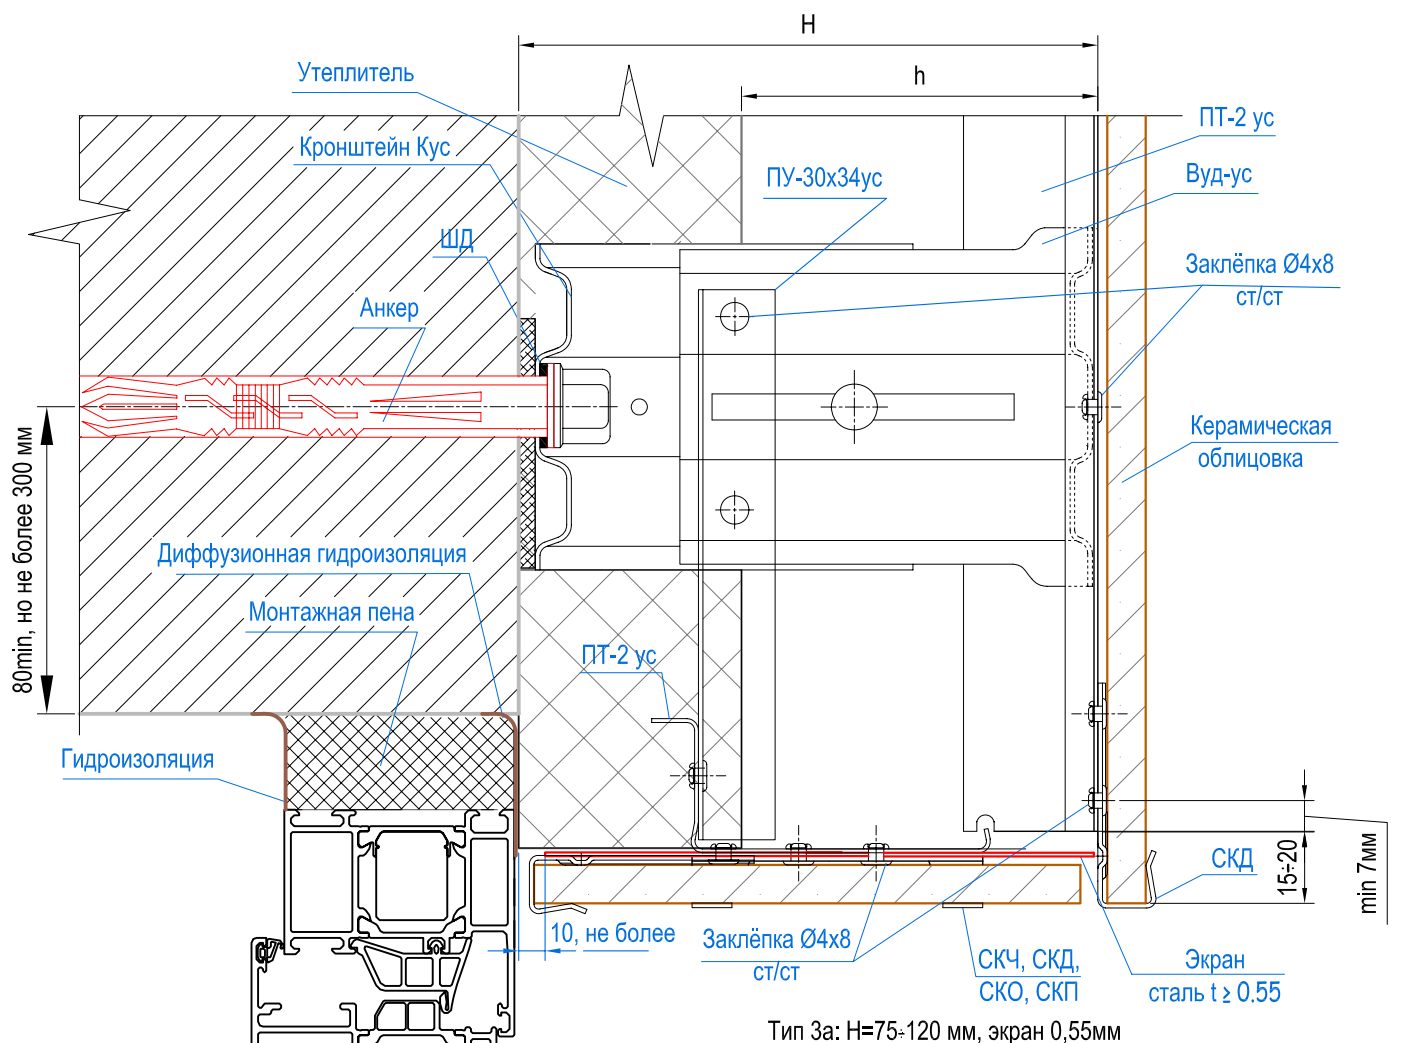 H
h
Утеплитель
ПТ-2 ус
Кронштейн Кус
ПУ-30х34ус
Вуд-ус
ШД
Заклёпка Ø4х8
ст/ст
Анкер
Керамическая
облицовка
80min, но не более 300 мм
Диффузионная гидроизоляция
Монтажная пена
ПТ-2 ус
Гидроизоляция
СКД
15÷20
min 7мм
10, не более
Заклёпка Ø4х8
ст/ст
СКЧ, СКД,
СКО, СКП
Экран
сталь t ≥ 0.55
Тип 3а: Н=75÷120 мм, экран 0,55мм